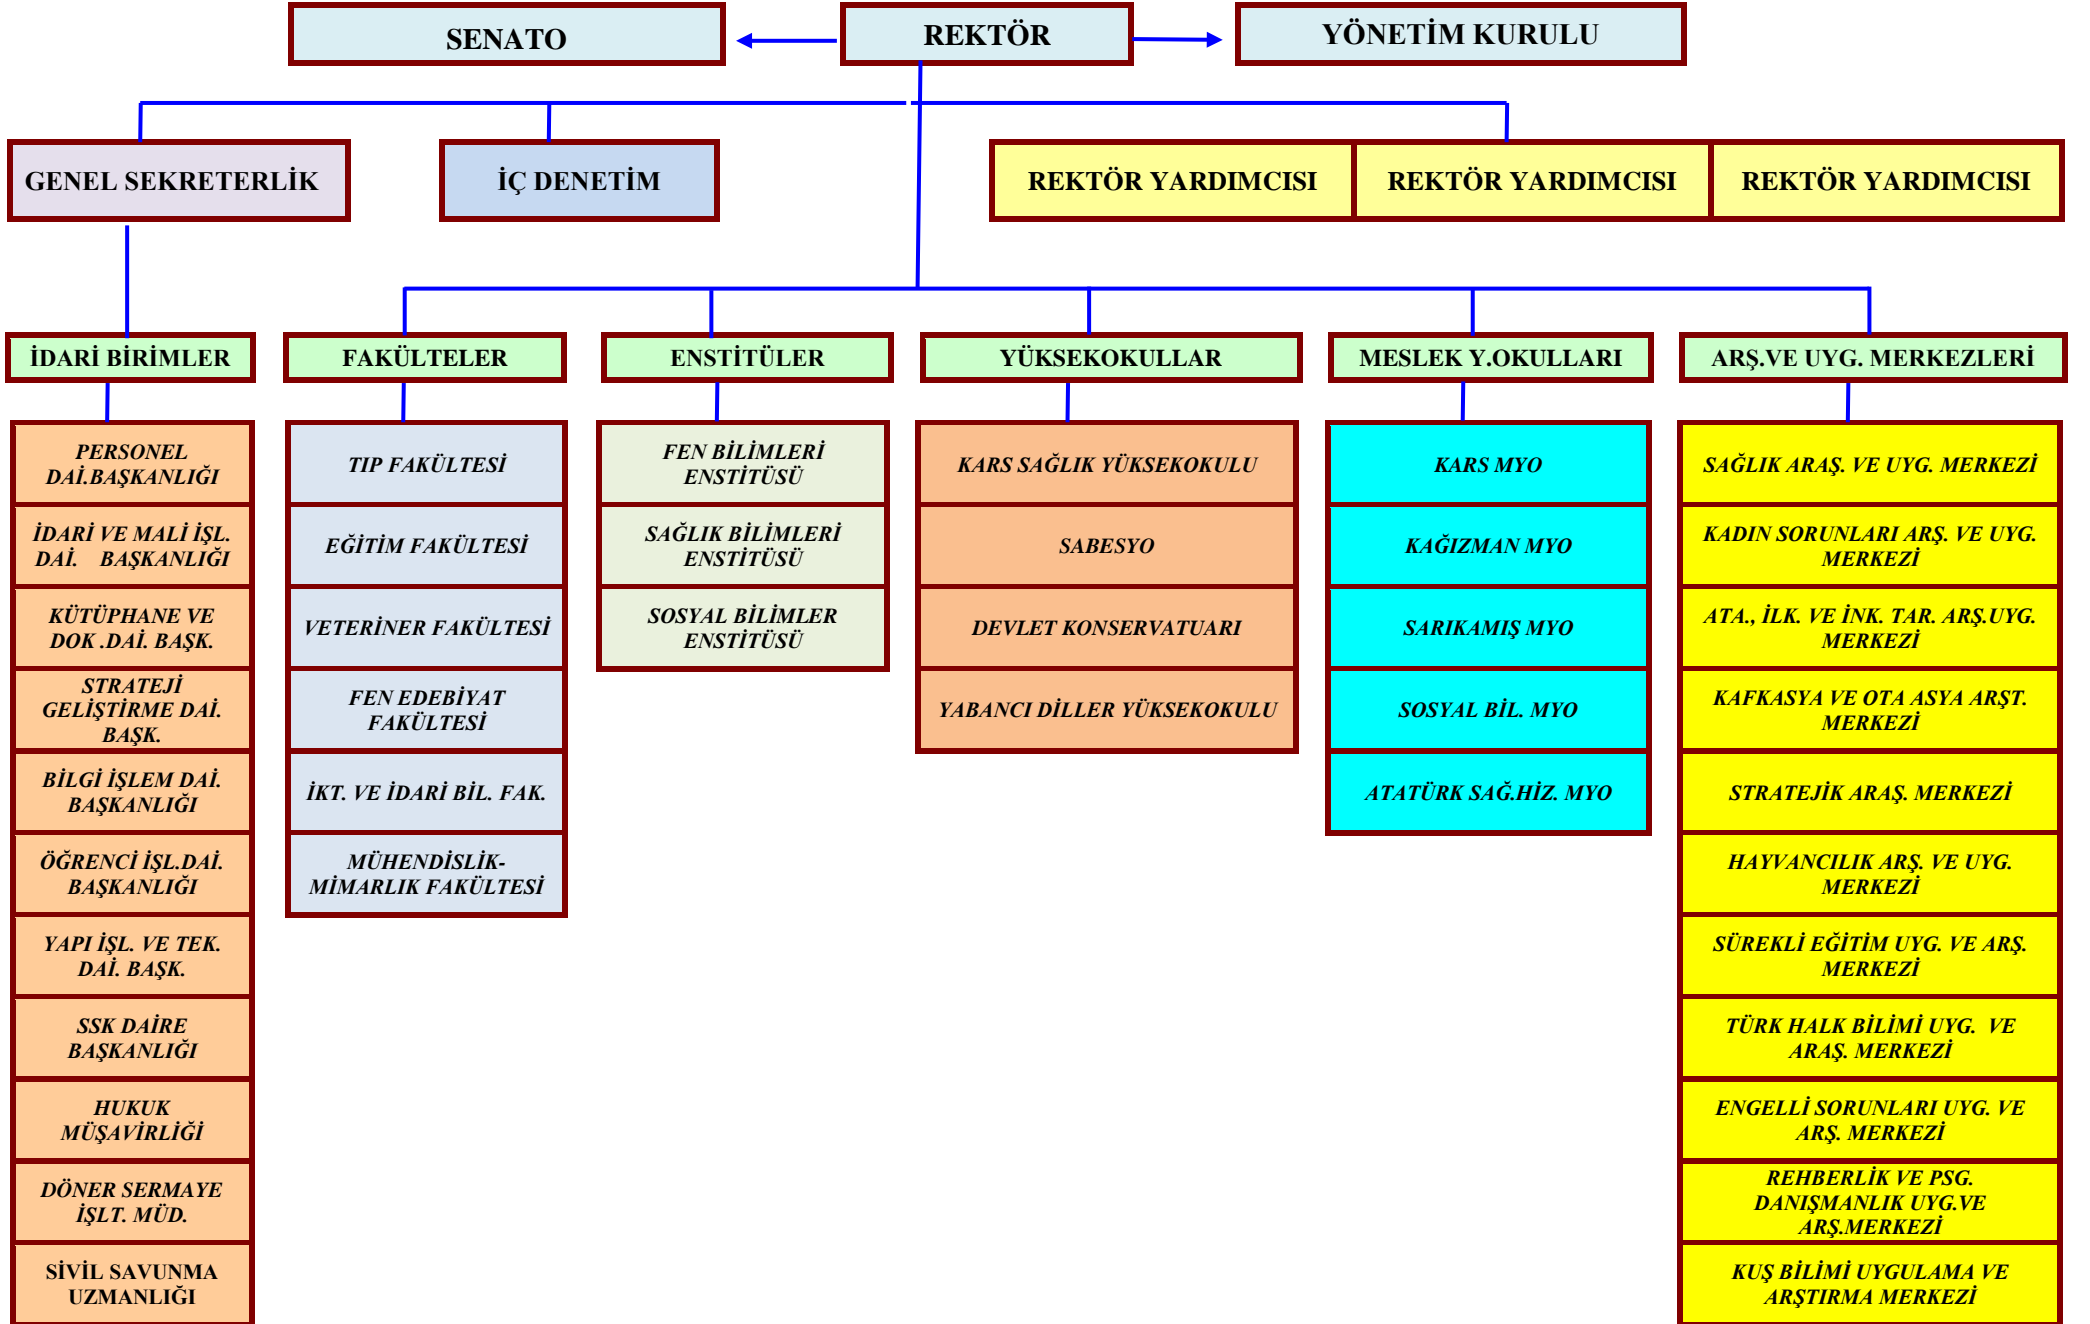 SENATO
REKTÖR
YÖNETİM KURULU
GENEL SEKRETERLİK
İÇ DENETİM
REKTÖR YARDIMCISI
REKTÖR YARDIMCISI
REKTÖR YARDIMCISI
İDARİ BİRİMLER
PERSONEL
DAİ.BAŞKANLIĞI
İDARİ VE MALİ İŞL.
DAİ. BAŞKANLIĞI
KÜTÜPHANE VE
DOK .DAİ. BAŞK.
STRATEJİ
GELİŞTİRME DAİ.
BAŞK.
BİLGİ İŞLEM DAİ.
BAŞKANLIĞI
ÖĞRENCİ İŞL.DAİ.
BAŞKANLIĞI
YAPI İŞL. VE TEK.
DAİ. BAŞK.
SSK DAİRE
BAŞKANLIĞI
HUKUK
MÜŞAVİRLİĞİ
DÖNER SERMAYE
İŞLT. MÜD.
SİVİL SAVUNMA
UZMANLIĞI
FAKÜLTELER
TIP FAKÜLTESİ
EĞİTİM FAKÜLTESİ
VETERİNER FAKÜLTESİ
FEN EDEBİYAT
FAKÜLTESİ
İKT. VE İDARİ BİL. FAK.
MÜHENDİSLİK-
MİMARLIK FAKÜLTESİ
ENSTİTÜLER
FEN BİLİMLERİ
ENSTİTÜSÜ
SAĞLIK BİLİMLERİ
ENSTİTÜSÜ
SOSYAL BİLİMLER
ENSTİTÜSÜ
YÜKSEKOKULLAR
KARS SAĞLIK YÜKSEKOKULU
SABESYO
DEVLET KONSERVATUARI
YABANCI DİLLER YÜKSEKOKULU
MESLEK Y.OKULLARI
KARS MYO
KAĞIZMAN MYO
SARIKAMIŞ MYO
SOSYAL BİL. MYO
ATATÜRK SAĞ.HİZ. MYO
ARŞ.VE UYG. MERKEZLERİ
SAĞLIK ARAŞ. VE UYG. MERKEZİ
KADIN SORUNLARI ARŞ. VE UYG.
MERKEZİ
ATA., İLK. VE İNK. TAR. ARŞ.UYG.
MERKEZİ
KAFKASYA VE OTA ASYA ARŞT.
MERKEZİ
STRATEJİK ARAŞ. MERKEZİ
HAYVANCILIK ARŞ. VE UYG.
MERKEZİ
SÜREKLİ EĞİTİM UYG. VE ARŞ.
MERKEZİ
TÜRK HALK BİLİMİ UYG. VE
ARAŞ. MERKEZİ
ENGELLİ SORUNLARI UYG. VE
ARŞ. MERKEZİ
REHBERLİK VE PSG.
DANIŞMANLIK UYG.VE
ARŞ.MERKEZİ
KUŞ BİLİMİ UYGULAMA VE
ARŞTIRMA MERKEZİ